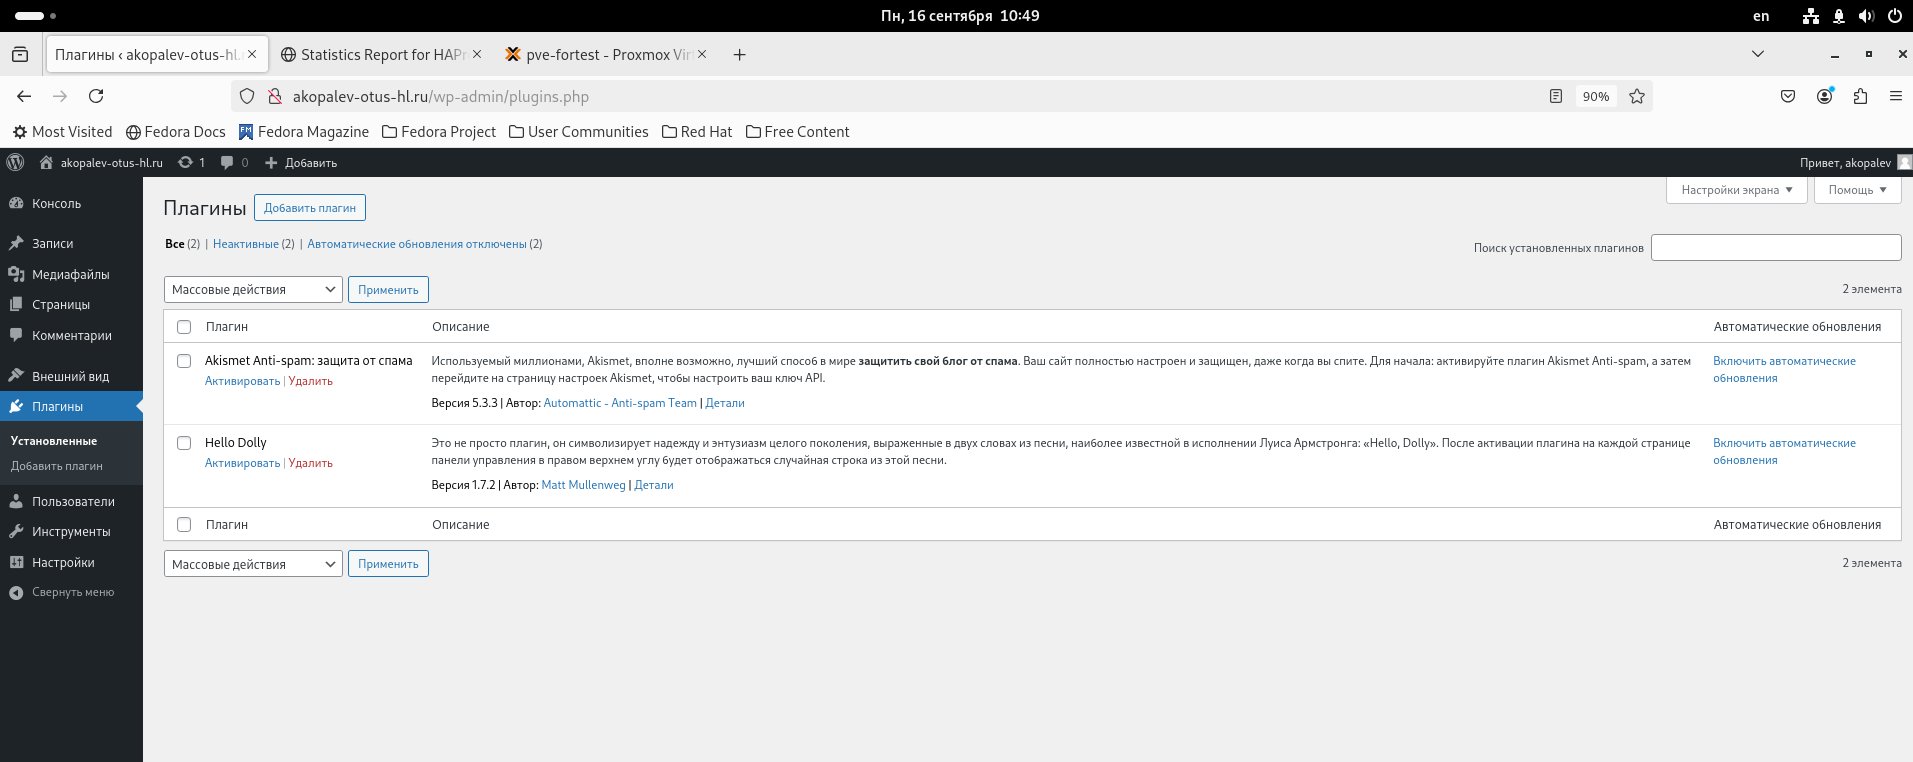 Пн, 16 сентября 10:49
en
Плагины ‹ akopalev-otus-hl.
Statistics Report for HAP
pve-fortest - Proxmox Vir
akopalev-otus-hl.ru/wp-admin/plugins.php
90%
Most Visited
Fedora Docs
Fedora Magazine
Fedora Project
User Communities
Red Hat
Free Content
akopalev-otus-hl.ru
1
0
Добавить
Привет, akopalev
Консоль
Записи
Медиафайлы
Страницы
Комментарии
Внешний вид
Плагины
Установленные
Добавить плагин
Пользователи
Инструменты
Настройки
Свернуть меню
Настройки экрана
Помощь
Плагины
Добавить плагин
Все (2) | Неактивные (2) | Автоматические обновления отключены (2)
Поиск установленных плагинов
Массовые действия
Применить
2 элемента
Плагин
Описание
Автоматические обновления
Akismet Anti-spam: защита от спама
Активировать | Удалить
Используемый миллионами, Akismet, вполне возможно, лучший способ в мире защитить свой блог от спама. Ваш сайт полностью настроен и защищен, даже когда вы спите. Для начала: активируйте плагин Akismet Anti-spam, а затем
перейдите на страницу настроек Akismet, чтобы настроить ваш ключ API.
Версия 5.3.3 | Автор: Automattic - Anti-spam Team | Детали
Включить автоматические
обновления
Hello Dolly
Активировать | Удалить
Это не просто плагин, он символизирует надежду и энтузиазм целого поколения, выраженные в двух словах из песни, наиболее известной в исполнении Луиса Армстронга: «Hello, Dolly». После активации плагина на каждой странице
панели управления в правом верхнем углу будет отображаться случайная строка из этой песни.
Версия 1.7.2 | Автор: Matt Mullenweg | Детали
Включить автоматические
обновления
Плагин
Описание
Автоматические обновления
Массовые действия
Применить
2 элемента